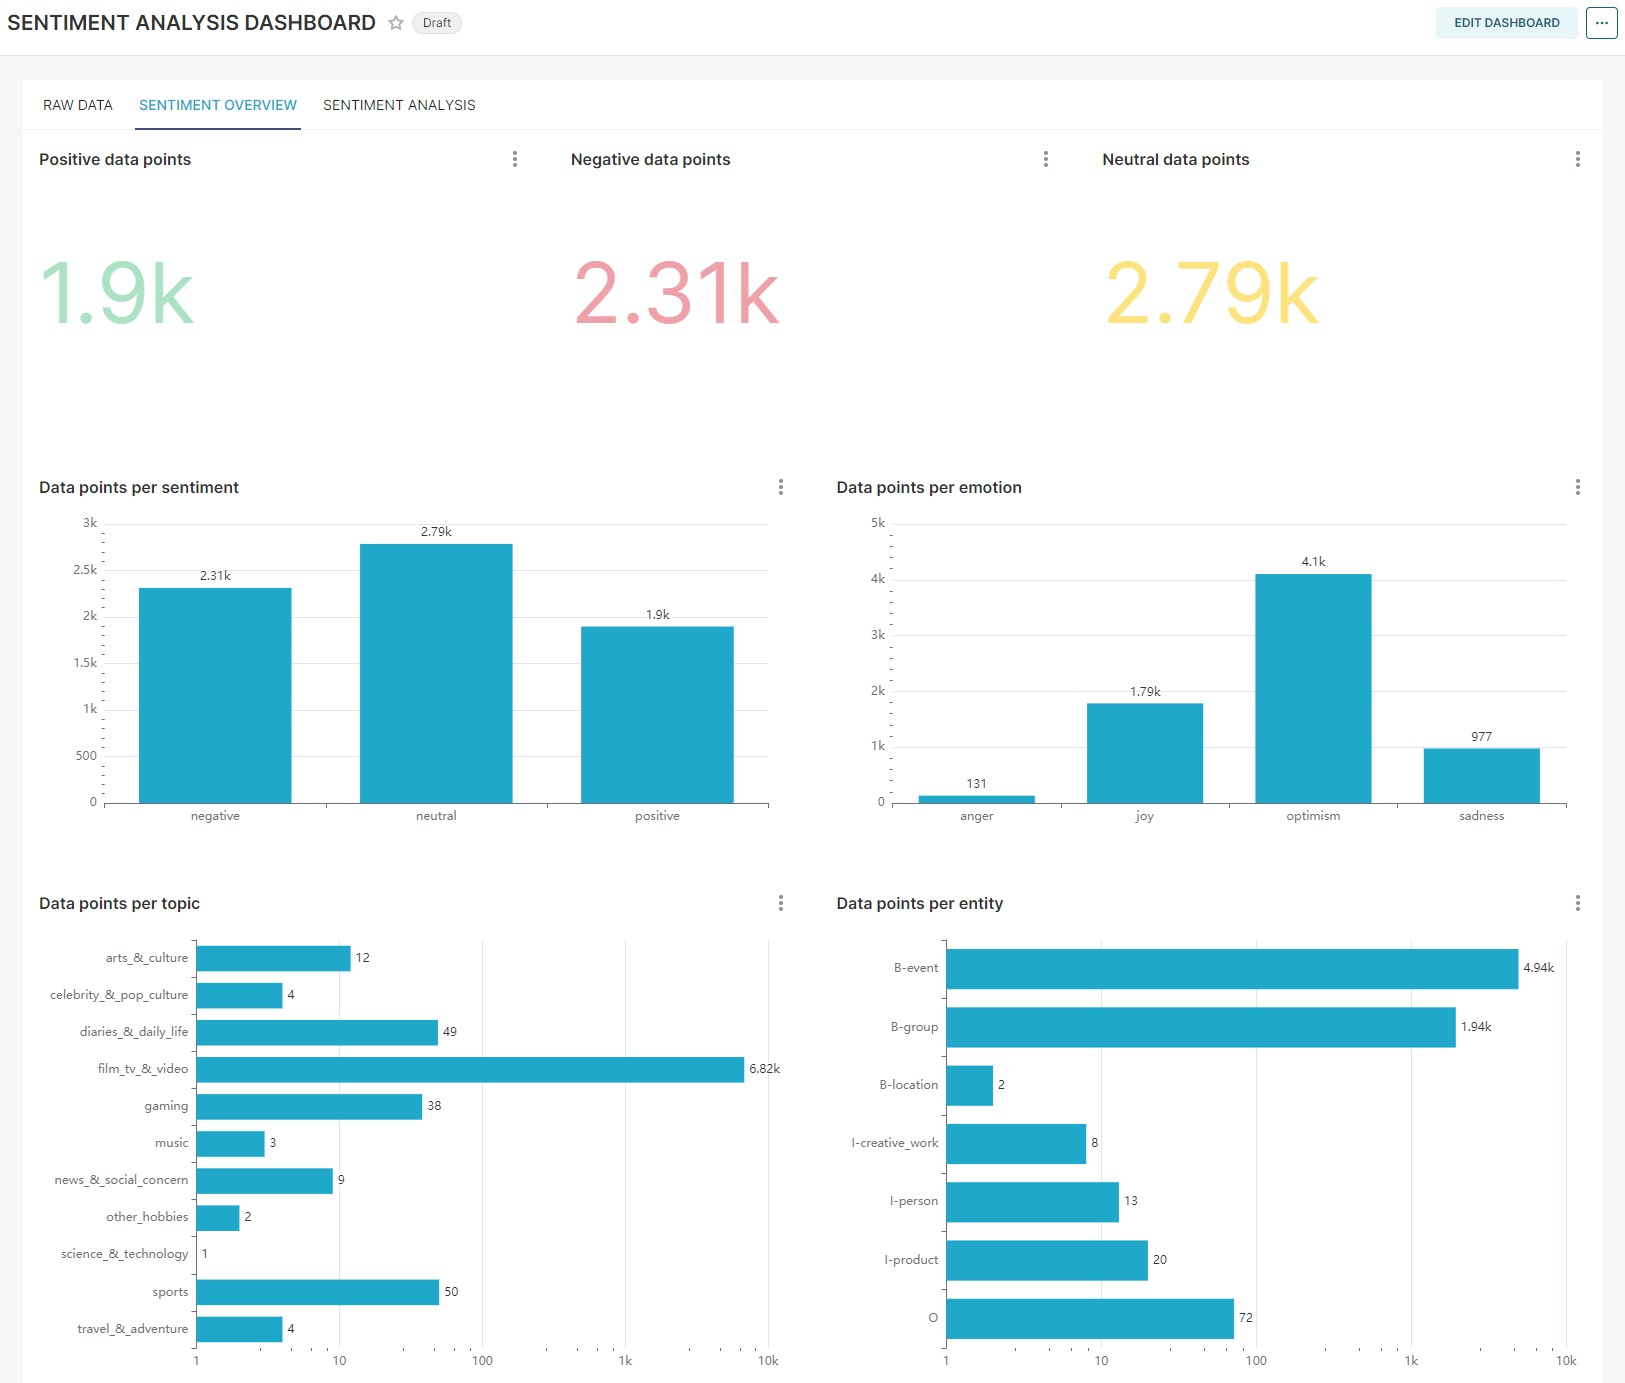 SENTIMENT ANALYSIS DASHBOARD Draft EDIT DASHBOARD ...
RAW DATA SENTIMENT OVERVIEW SENTIMENT ANALYSIS
Positive data points Negative data points Neutral data points
1.9k 2.31k 2.79k
Data points per sentiment
3k
2.5k
2k
1.5k
1k
500
0
2.31k
2.79k
1.9k
negative neutral positive
Data points per emotion
5k
4k
3k
2k
1k
0
131
1.79k
4.1k
977
anger joy optimism sadness
Data points per topic
arts_&_culture 12
celebrity_&_pop_culture 4
diaries_&_daily_life 49
film_tv_&_video 6.82k
gaming 38
music 3
news_&_social_concern 9
other_hobbies 2
science_&_technology 1
sports 50
travel_&_adventure 4
1 10 100 1k 10k
Data points per entity
B-event 4.94k
B-group 1.94k
B-location 2
I-creative_work 8
I-person 13
I-product 20
O 72
1 10 100 1k 10k